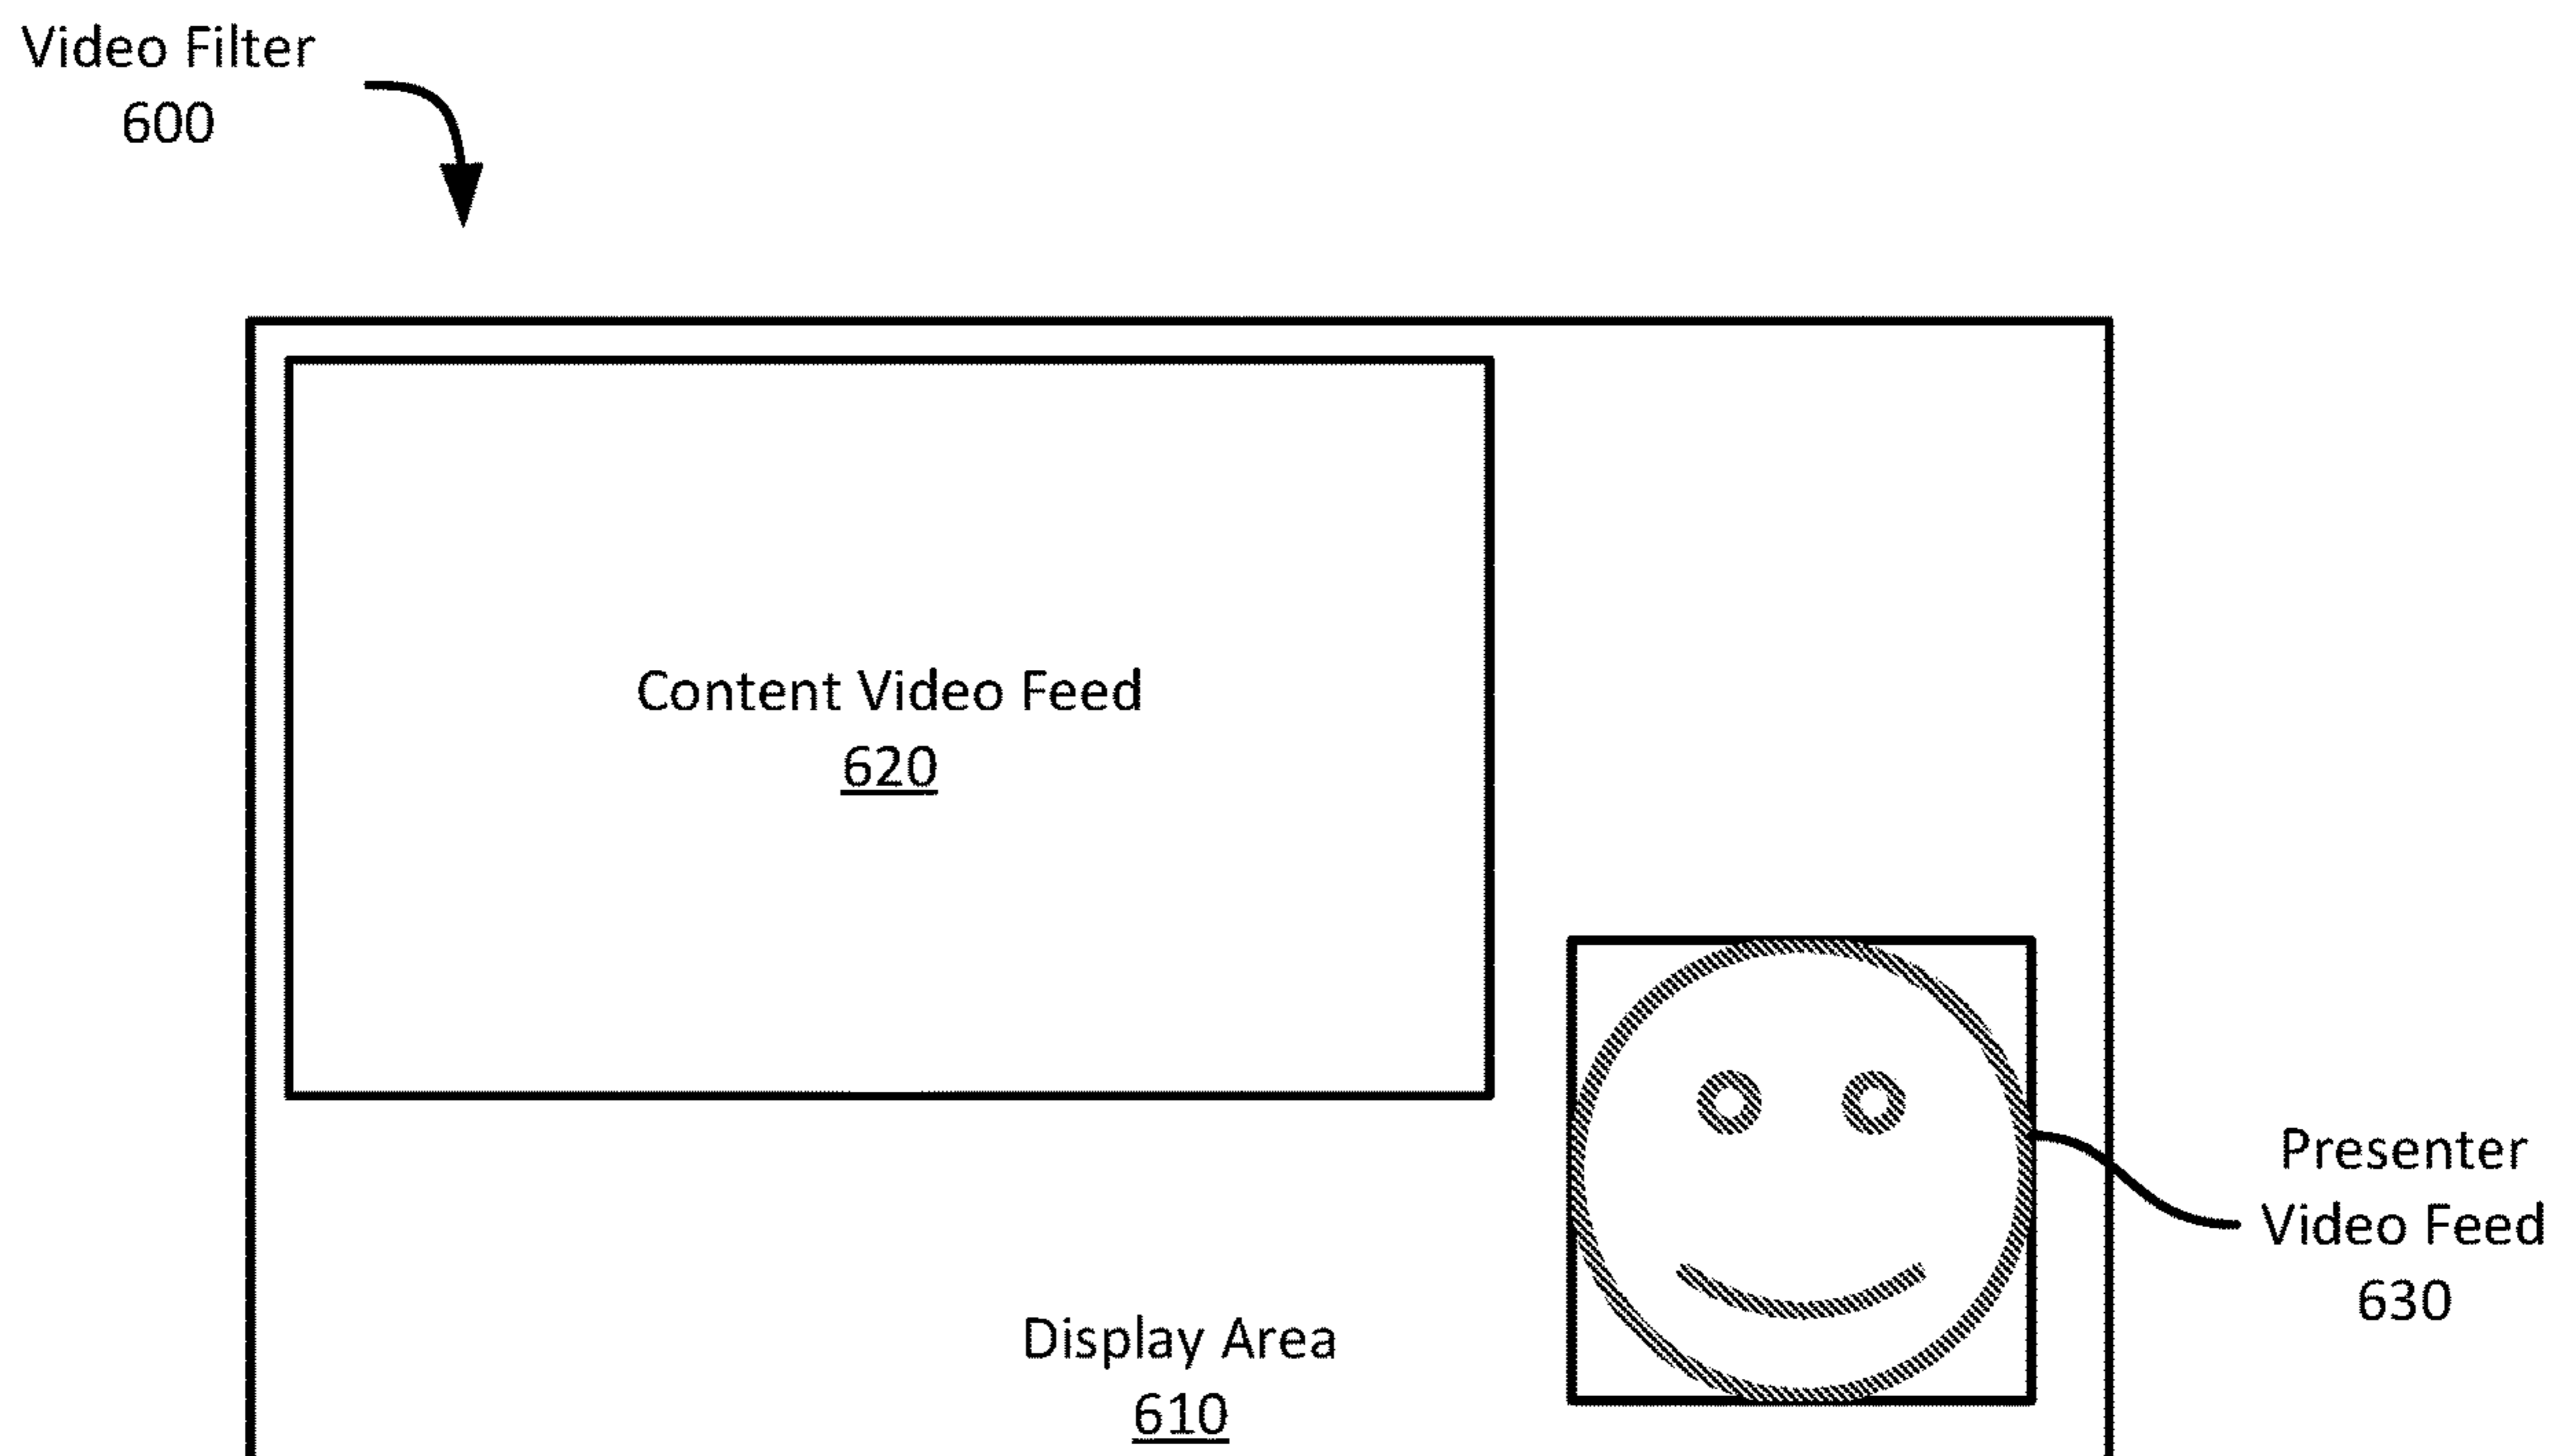 Video Filter
600
Content Video Feed
620
Presenter
Video Feed
630
Display Area
610